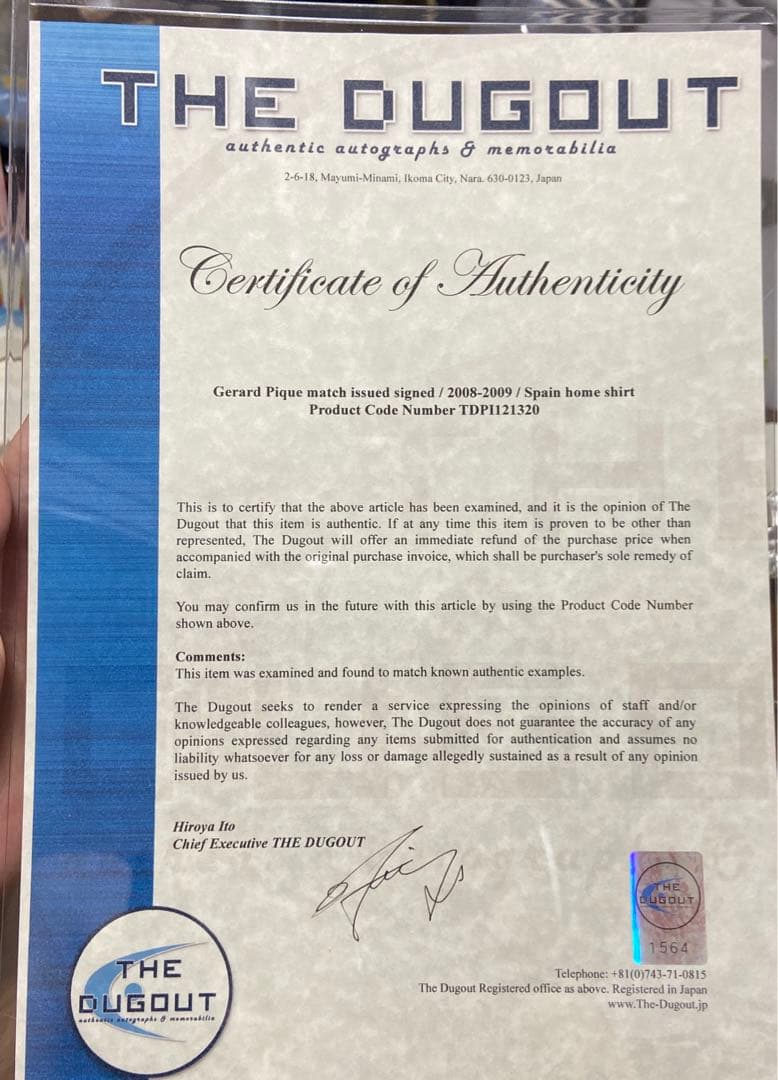 THE DUGOUT
authentic autographs & memorabilia
2-6-18, Mayumi-Minami, Ikoma City, Nara. 630-0123, Japan
Certificate of Authenticity
Gerard Pique match issued signed / 2008-2009 / Spain home shirt
Product Code Number TDPI121320
This is to certify that the above article has been examined, and it is the opinion of The
Dugout that this item is authentic. If at any time this item is proven to be other than
represented, The Dugout will offer an immediate refund of the purchase price when
accompanied with the original purchase invoice, which shall be purchaser's sole remedy of
claim.
You may confirm us in the future with this article by using the Product Code Number
shown above.
Comments:
This item was examined and found to match known authentic examples.
The Dugout seeks to render a service expressing the opinions of staff and/or
knowledgeable colleagues, however, The Dugout does not guarantee the accuracy of any
opinions expressed regarding any items submitted for authentication and assumes no
liability whatsoever for any loss or damage allegedly sustained as a result of any opinion
issued by us.
Hiroya Ito
Chief Executive THE DUGOUT
THE
DUGOUT
1564
THE
DUGOUT
authentic autographs & memorabilia
Telephone: +81(0)743-71-0815
The Dugout Registered office as above. Registered in Japan
www.The-Dugout.jp